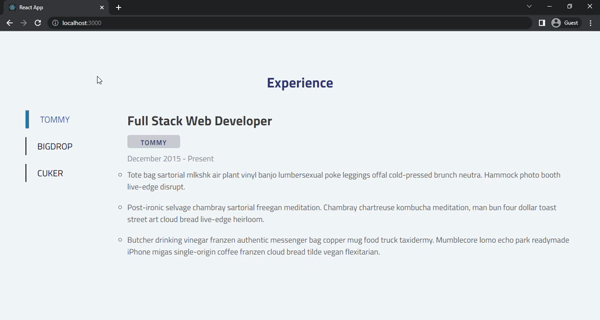 React App
localhost:3000
Guest
Experience
TOMMY
BIGDROP
CUKER
Full Stack Web Developer
TOMMY
December 2015 - Present
Tote bag sartorial mlkshk air plant vinyl banjo lumbersexual poke leggings offal cold-pressed brunch neutra. Hammock photo booth
live-edge disrupt.
Post-ironic selvage chambray sartorial freegan meditation. Chambray chartreuse kombucha meditation, man bun four dollar toast
street art cloud bread live-edge heirloom.
Butcher drinking vinegar franzen authentic messenger bag copper mug food truck taxidermy. Mumblecore lomo echo park readymade
iPhone migas single-origin coffee franzen cloud bread tilde vegan flexitarian.